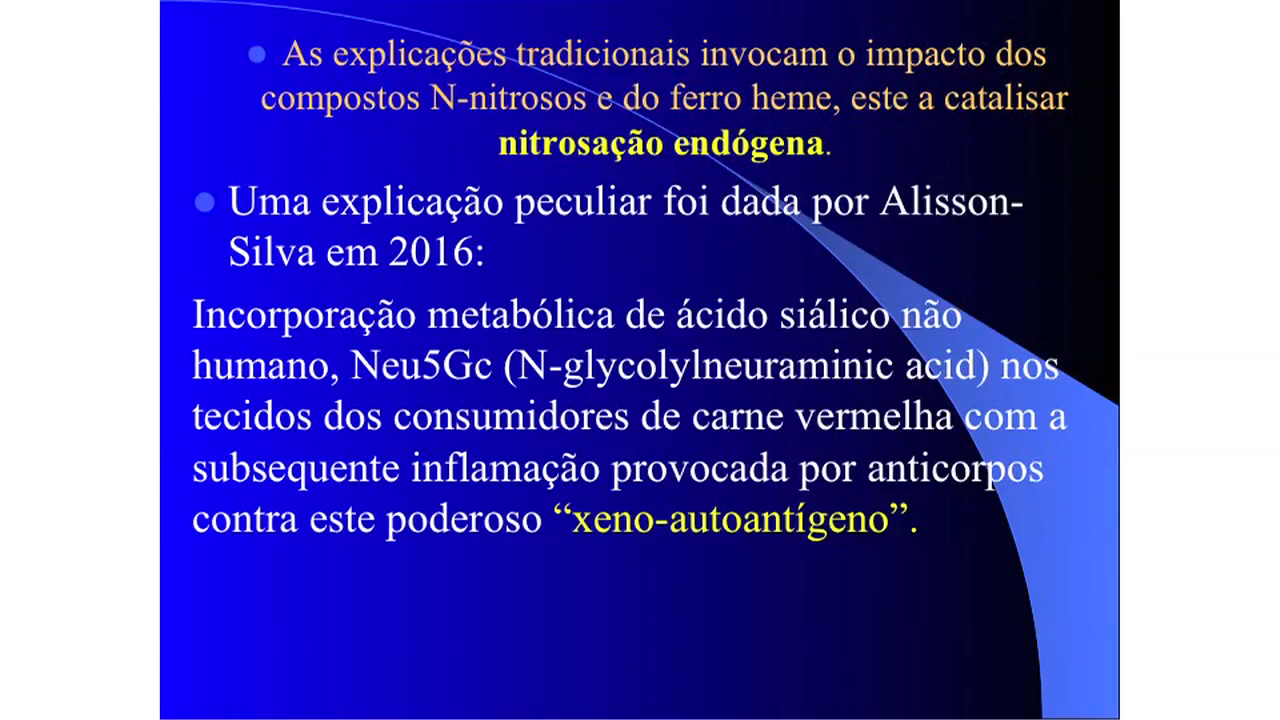 As explicações tradicionais invocam o impacto dos
compostos N-nitrosos e do ferro heme, este a catalisar
nitrosação endógena.
Uma explicação peculiar foi dada por Alisson-
Silva em 2016:
Incorporação metabólica de ácido siálico não
humano, Neu5Gc (N-glycolylneuraminic acid) nos
tecidos dos consumidores de carne vermelha com a
subsequente inflamação provocada por anticorpos
contra este poderoso “xeno-autoantígeno”.